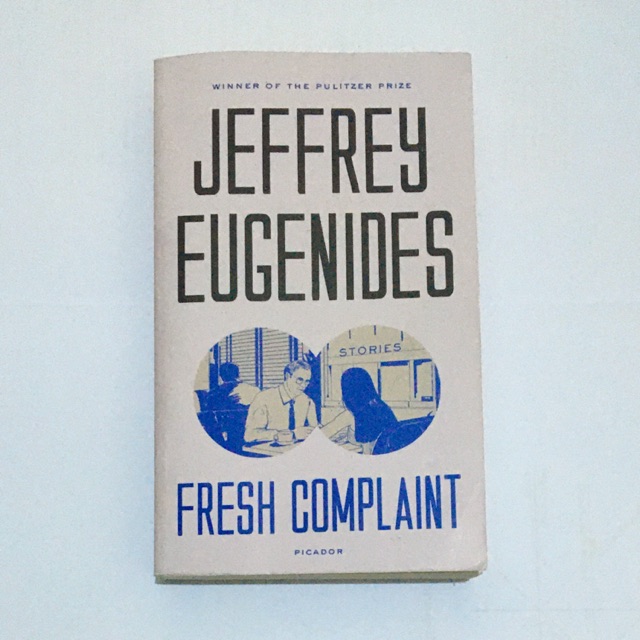 WINNER OF THE PULITZER PRIZE
JEFFREY
EUGENIDES
STORIES
FRESH COMPLAINT
PICADOR